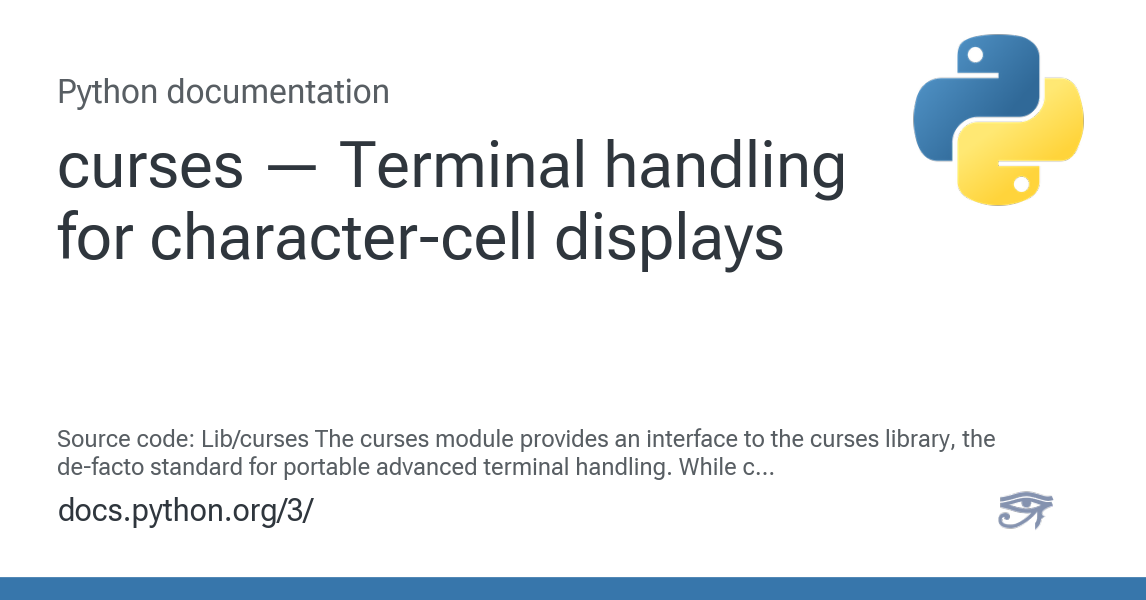 Python documentation
curses — Terminal handling
for character-cell displays
Source code: Lib/curses The curses module provides an interface to the curses library, the
de-facto standard for portable advanced terminal handling. While c...
docs.python.org/3/